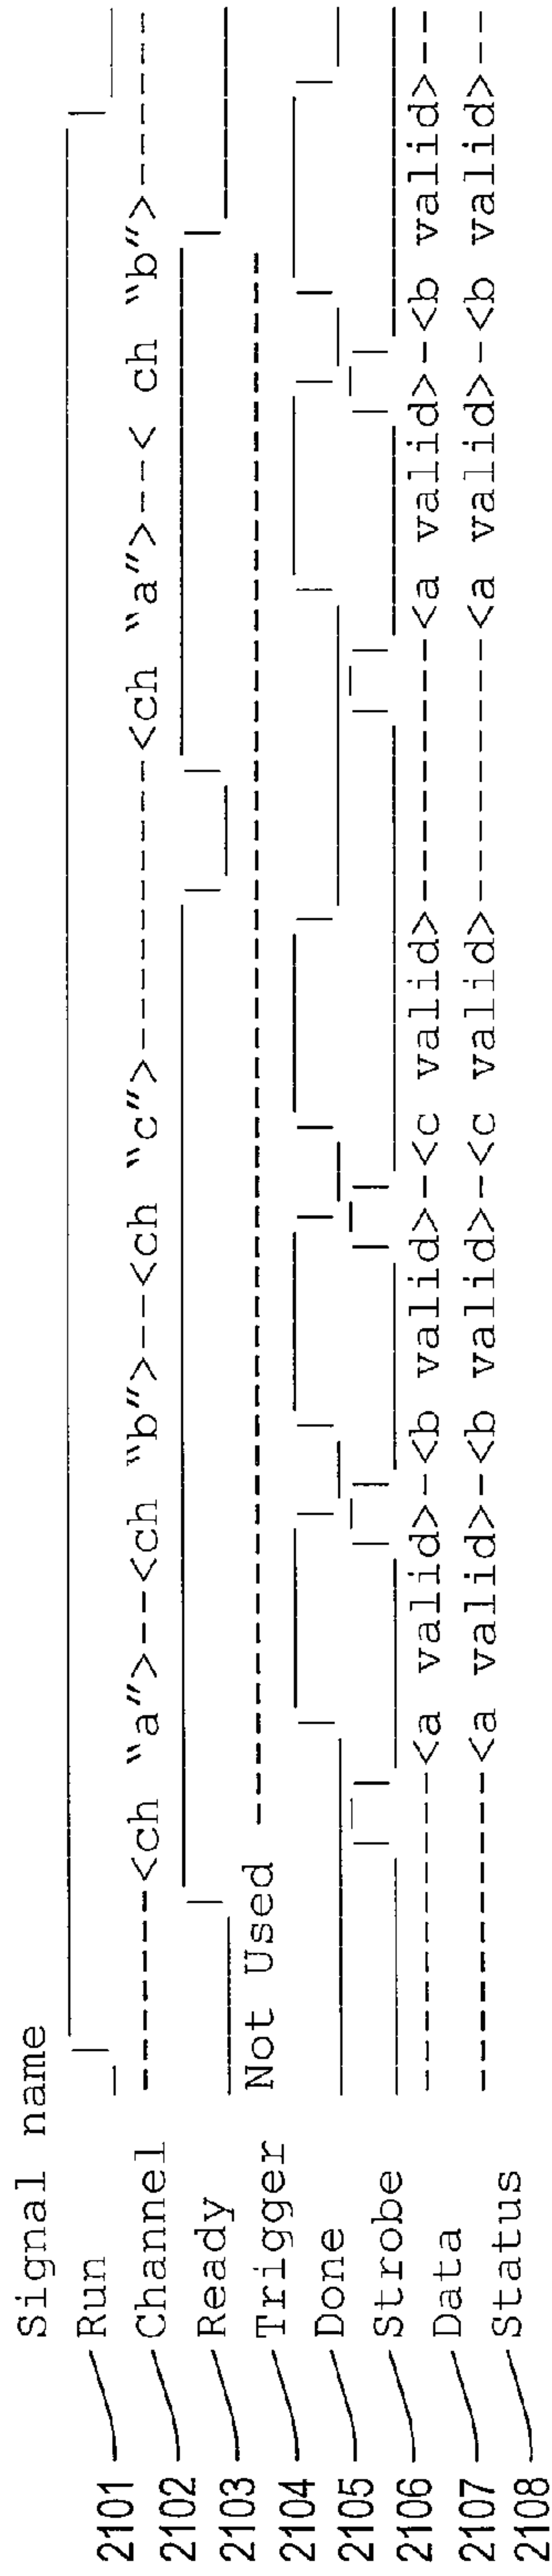 Signal name
2101 Run
2102 Channel -------<ch "a">--<ch "b">--<ch "c">-----------<ch "a">--< ch "b">------
2103 Ready
2104 Trigger Not Used
2105 Done
2106 Strobe
2107 Data -----------<a valid>-<b valid>-<c valid>----------<a valid>-<b valid>--
2108 Status -----------<a valid>-<b valid>-<c valid>----------<a valid>-<b valid>--